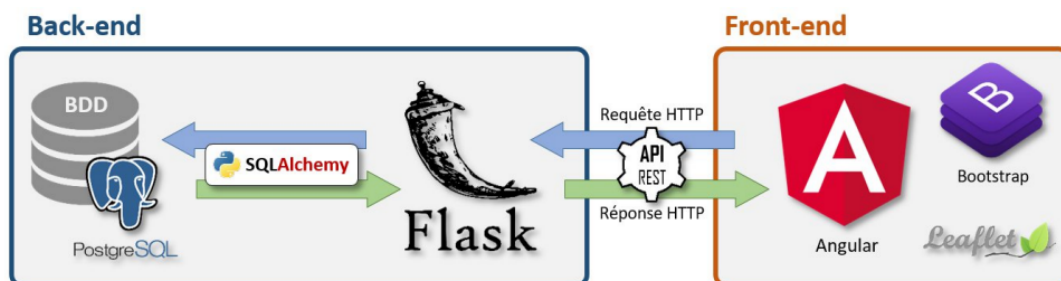 Back-end
Front-end
BDD
PostgreSQL
SQLAlchemy
Flask
Requête HTTP
API
REST
Réponse HTTP
A
Angular
B
Bootstrap
Leaflet